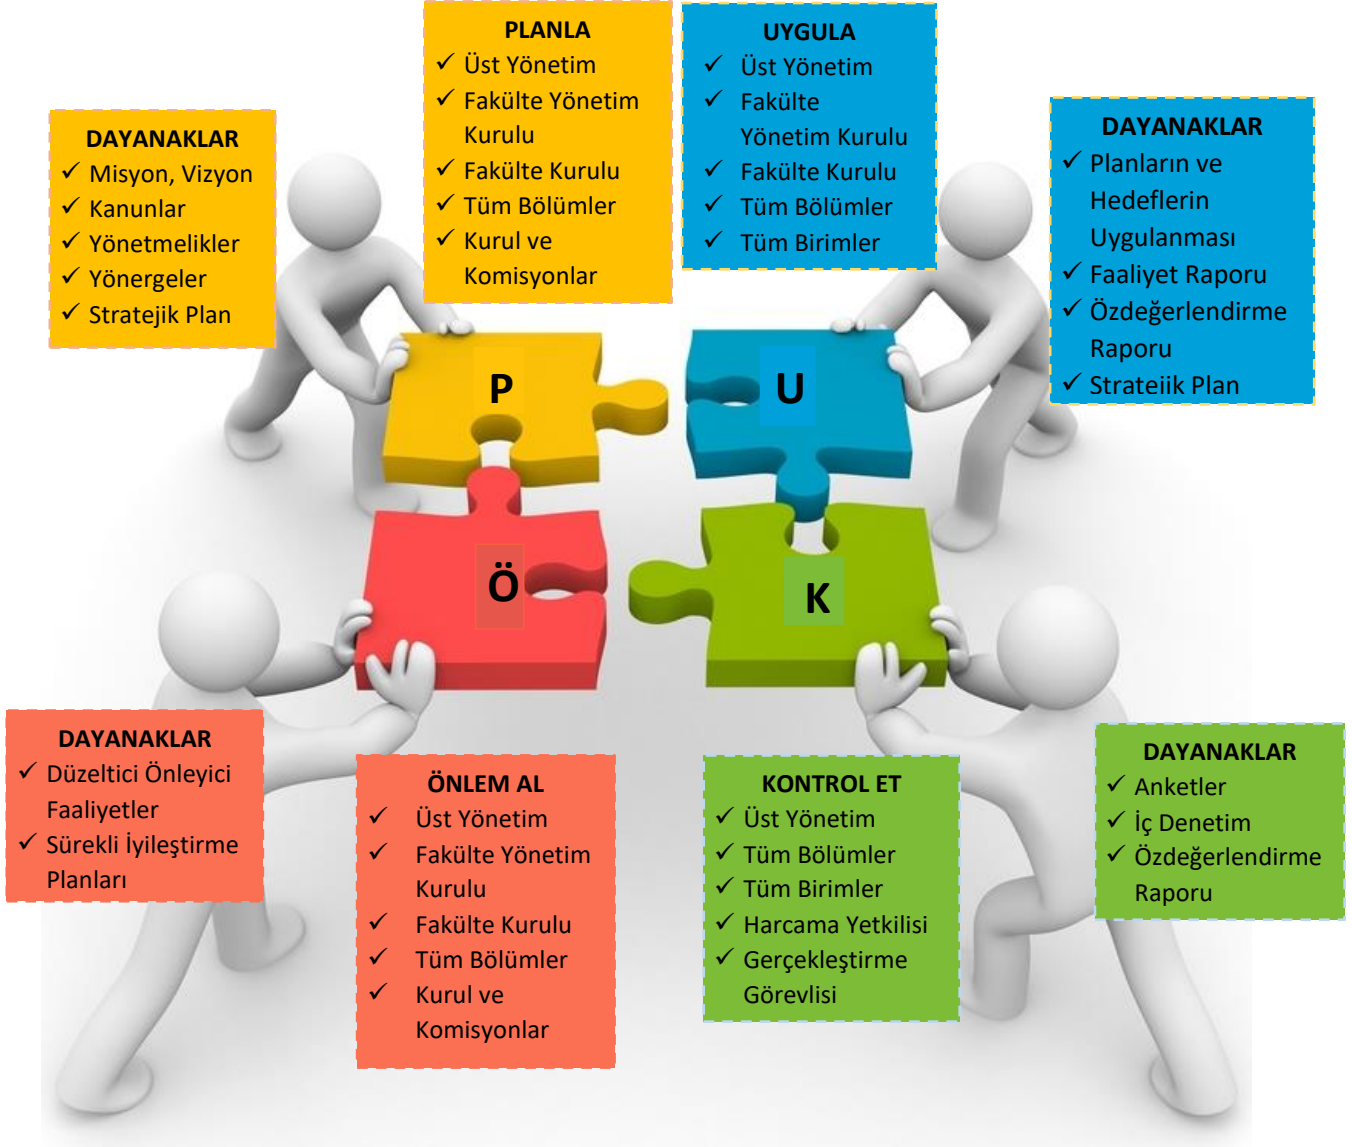 PLANLA
✓ Üst Yönetim
✓ Fakülte Yönetim
Kurulu
✓ Fakülte Kurulu
✓ Tüm Bölümler
✓ Kurul ve
Komisyonlar
UYGULA
✓ Üst Yönetim
✓ Fakülte
Yönetim Kurulu
✓ Fakülte Kurulu
✓ Tüm Bölümler
✓ Tüm Birimler
DAYANAKLAR
✓ Misyon, Vizyon
✓ Kanunlar
✓ Yönetmelikler
✓ Yönergeler
✓ Stratejik Plan
DAYANAKLAR
✓ Planların ve
Hedeflerin
Uygulanması
✓ Faaliyet Raporu
✓ Özdeğerlendirme
Raporu
✓ Stratejik Plan
P
U
Ö
K
DAYANAKLAR
✓ Düzeltici Önleyici
Faaliyetler
✓ Sürekli İyileştirme
Planları
ÖNLEM AL
✓ Üst Yönetim
✓ Fakülte Yönetim
Kurulu
✓ Fakülte Kurulu
✓ Tüm Bölümler
✓ Kurul ve
Komisyonlar
KONTROL ET
✓ Üst Yönetim
✓ Tüm Bölümler
✓ Tüm Birimler
✓ Harcama Yetkilisi
✓ Gerçekleştirme
Görevlisi
DAYANAKLAR
✓ Anketler
✓ İç Denetim
✓ Özdeğerlendirme
Raporu